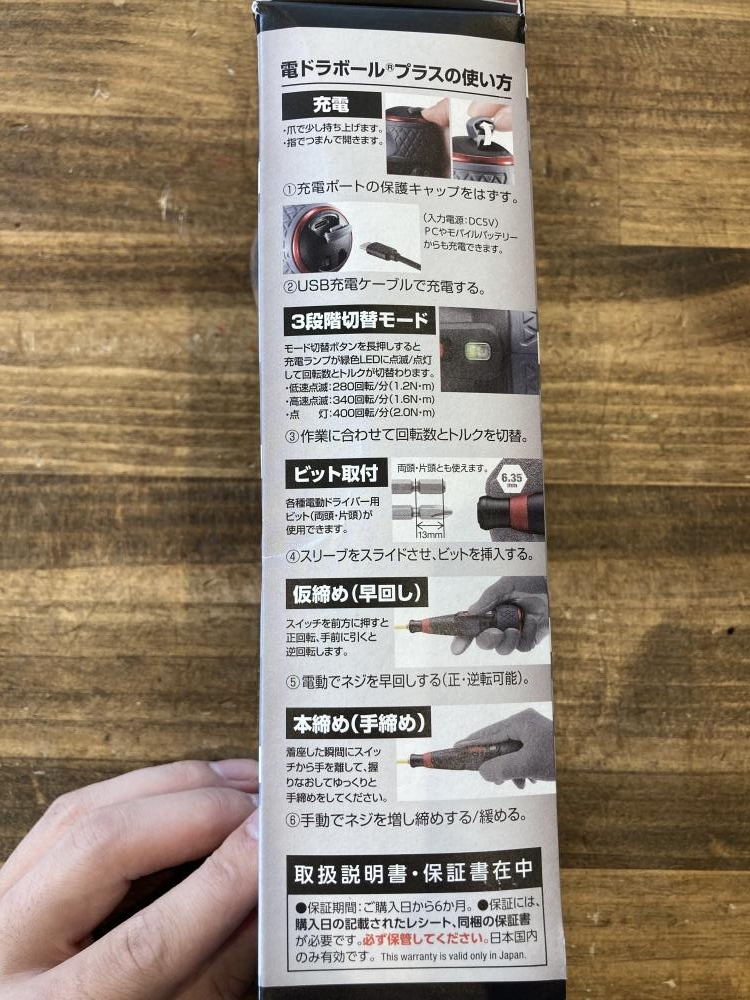 電ドラボール®プラスの使い方
充電
・爪で少し持ち上げます。
・指でつまんで開きます。
①充電ポートの保護キャップをはずす。
(入力電源:DC5V)
PCやモバイルバッテリー
からも充電できます。
②USB充電ケーブルで充電する。
3段階切替モード
モード切替ボタンを長押しすると
充電ランプが緑色LEDに点滅/点灯
して回転数とトルクが切替わります。
・低速点滅:280回転/分(1.2N·m)
・高速点滅:340回転/分(1.6N·m)
・点　　灯:400回転/分(2.0N·m)
③作業に合わせて回転数とトルクを切替。
ビット取付
両頭・片頭とも使えます。
6.35
mm
各種電動ドライバー用
ビット(両頭・片頭)が
使用できます。
13mm
④スリーブをスライドさせ、ビットを挿入する。
仮締め(早回し)
スイッチを前方に押すと
正回転、手前に引くと
逆回転します。
⑤電動でネジを早回しする(正・逆転可能)。
本締め(手締め)
着座した瞬間にスイッ
チから手を離して、握
りなおしてゆっくりと
手締めをしてください。
⑥手動でネジを増し締めする/緩める。
取扱説明書・保証書在中
●保証期間:ご購入日から6か月。●保証には、
購入日の記載されたレシート、同梱の保証書
が必要です。必ず保管してください。日本国内
のみ有効です。This warranty is valid only in Japan.